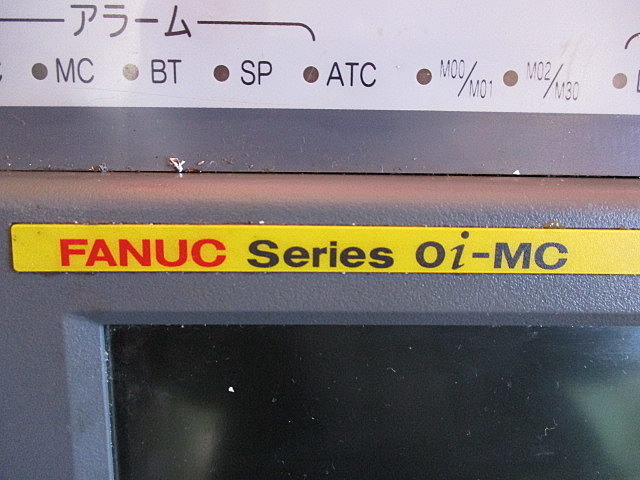 アラーム
MC BT SP ATC M00/M01 M02/M30
FANUC Series 0i-MC